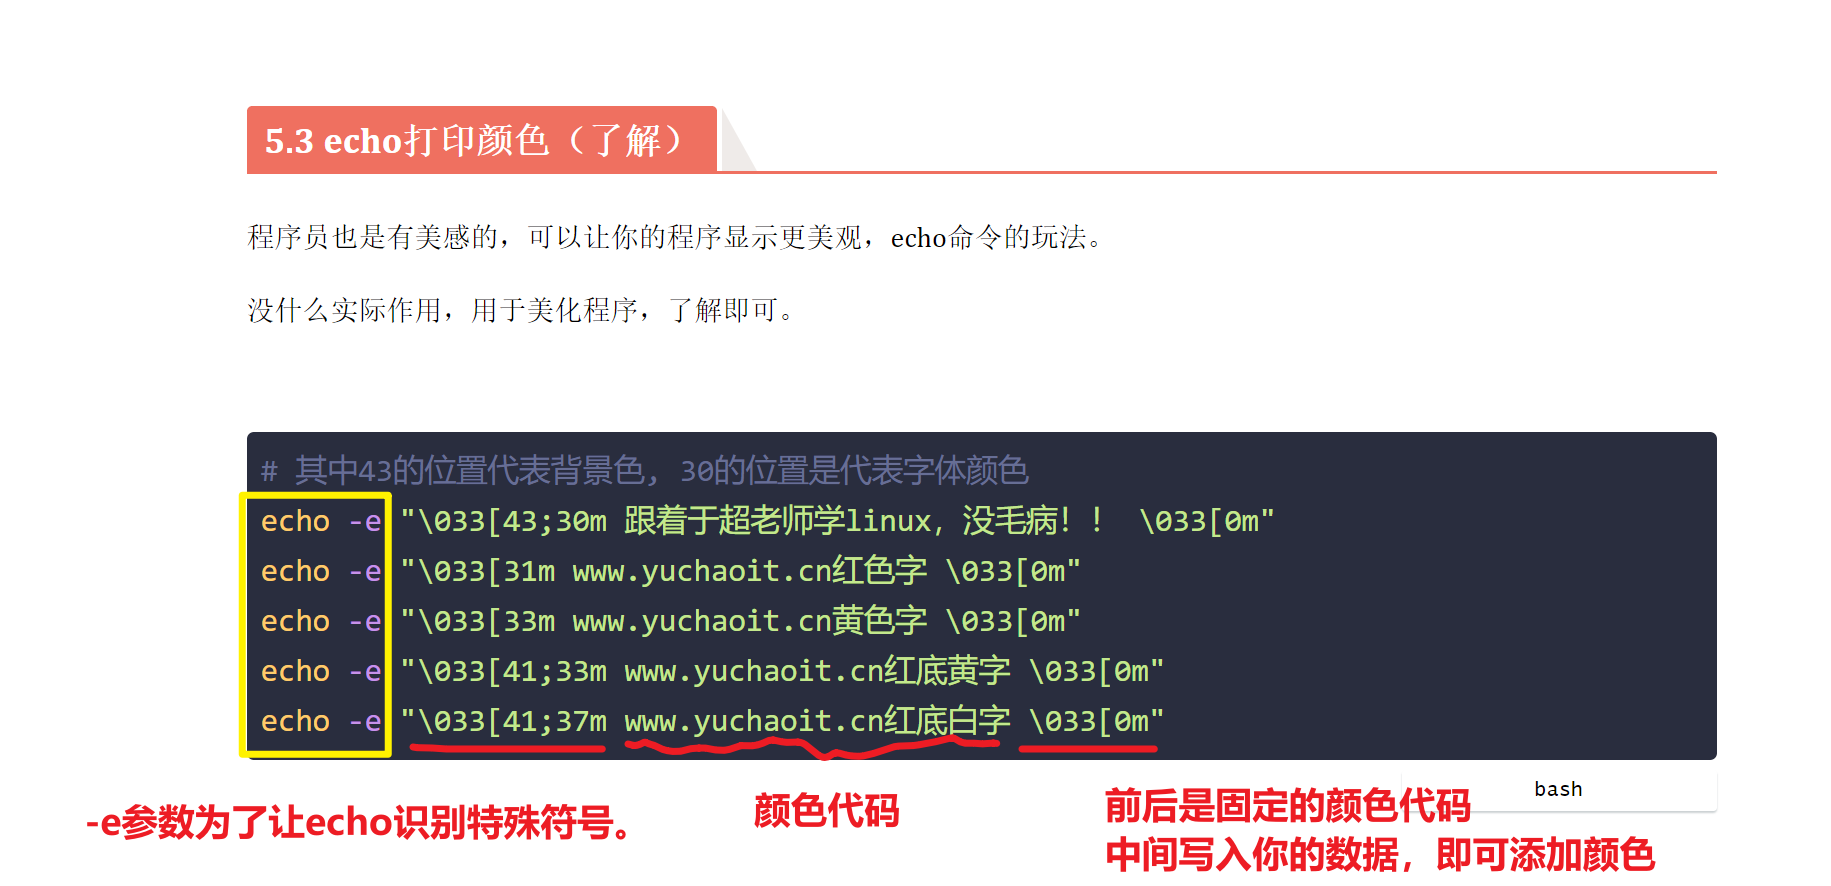 5.3 echo打印颜色（了解）
程序员也是有美感的，可以让你的程序显示更美观，echo命令的玩法。
没什么实际作用，用于美化程序，了解即可。
# 其中43的位置代表背景色, 30的位置是代表字体颜色
echo -e "\033[43;30m 跟着于超老师学linux，没毛病！！ \033[0m"
echo -e "\033[31m www.yuchaoit.cn红色字 \033[0m"
echo -e "\033[33m www.yuchaoit.cn黄色字 \033[0m"
echo -e "\033[41;33m www.yuchaoit.cn红底黄字 \033[0m"
echo -e "\033[41;37m www.yuchaoit.cn红底白字 \033[0m"
bash
-e参数为了让echo识别特殊符号。
颜色代码
前后是固定的颜色代码
中间写入你的数据，即可添加颜色